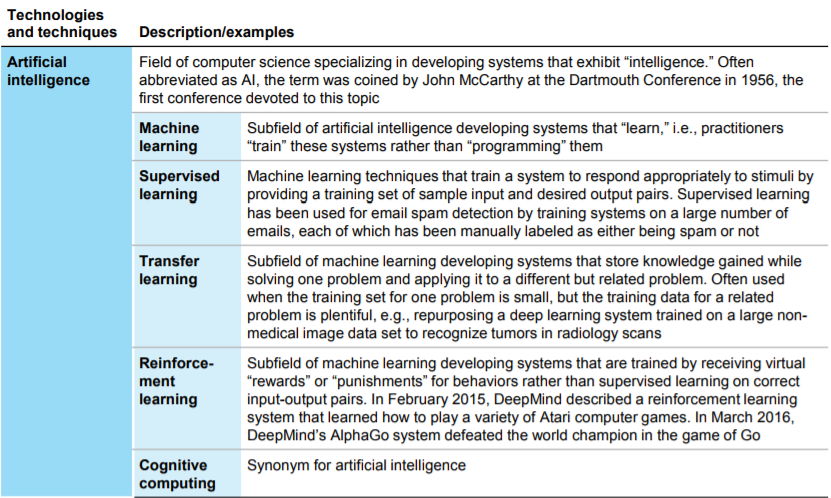 Technologies
and techniques
Description/examples
Artificial
intelligence
Field of computer science specializing in developing systems that exhibit “intelligence.” Often
abbreviated as AI, the term was coined by John McCarthy at the Dartmouth Conference in 1956, the
first conference devoted to this topic
Machine
learning
Subfield of artificial intelligence developing systems that “learn,” i.e., practitioners
“train” these systems rather than “programming” them
Supervised
learning
Machine learning techniques that train a system to respond appropriately to stimuli by
providing a training set of sample input and desired output pairs. Supervised learning
has been used for email spam detection by training systems on a large number of
emails, each of which has been manually labeled as either being spam or not
Transfer
learning
Subfield of machine learning developing systems that store knowledge gained while
solving one problem and applying it to a different but related problem. Often used
when the training set for one problem is small, but the training data for a related
problem is plentiful, e.g., repurposing a deep learning system trained on a large non-
medical image data set to recognize tumors in radiology scans
Reinforce-
ment
learning
Subfield of machine learning developing systems that are trained by receiving virtual
“rewards” or “punishments” for behaviors rather than supervised learning on correct
input-output pairs. In February 2015, DeepMind described a reinforcement learning
system that learned how to play a variety of Atari computer games. In March 2016,
DeepMind’s AlphaGo system defeated the world champion in the game of Go
Cognitive
computing
Synonym for artificial intelligence